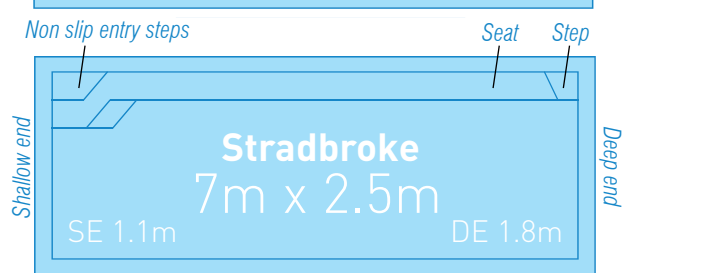 Non slip entry steps
Seat
Step
Shallow end
Stradbroke
7m x 2.5m
SE 1.1m
DE 1.8m
Deep end